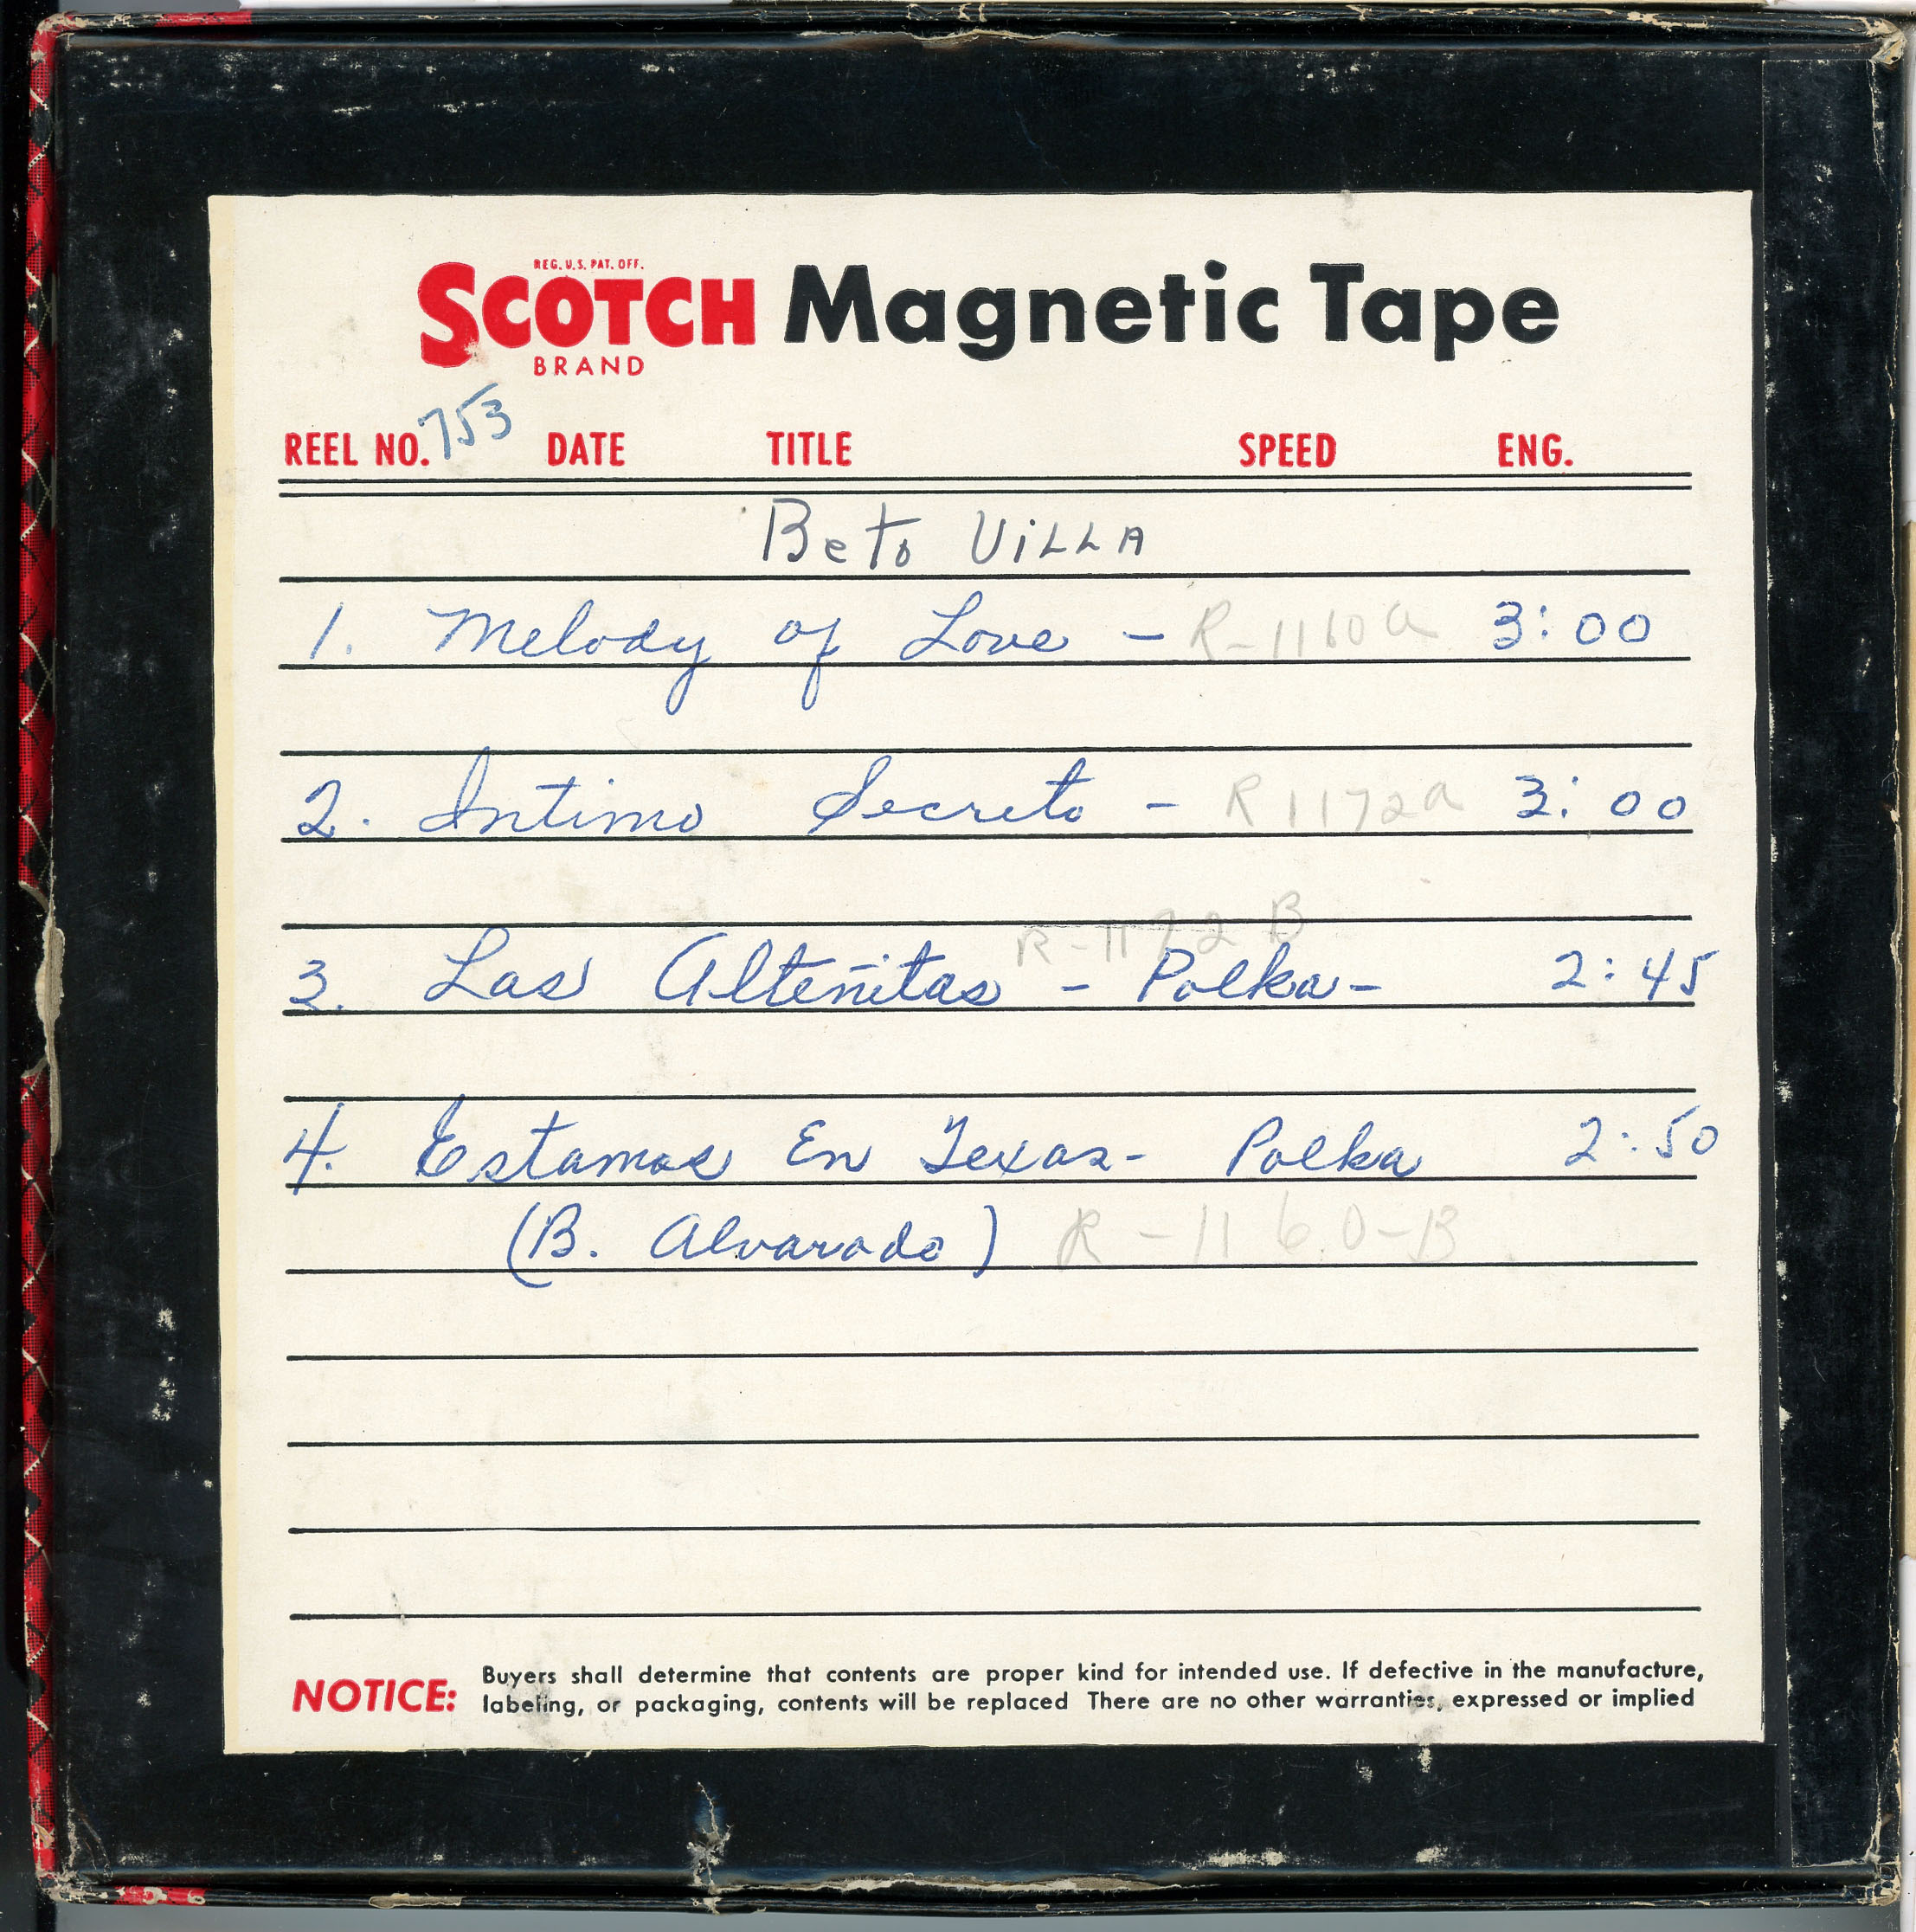 REG. U.S. PAT. OFF.
SCOTCH Magnetic Tape
BRAND
REEL NO. 753 DATE TITLE SPEED ENG.
Beto ViLLA
1. Melody of Love - R-1160a 3:00
2. Intimo Secreto - R1172a 3:00
R-1172-B
3. Las Alteñitas - Polka- 2:45
4. Estamos En Texas- Polka 2:50
(B. Alvarado) R-1160-B
NOTICE: Buyers shall determine that contents are proper kind for intended use. If defective in the manufacture,
labeling, or packaging, contents will be replaced There are no other warranties, expressed or implied